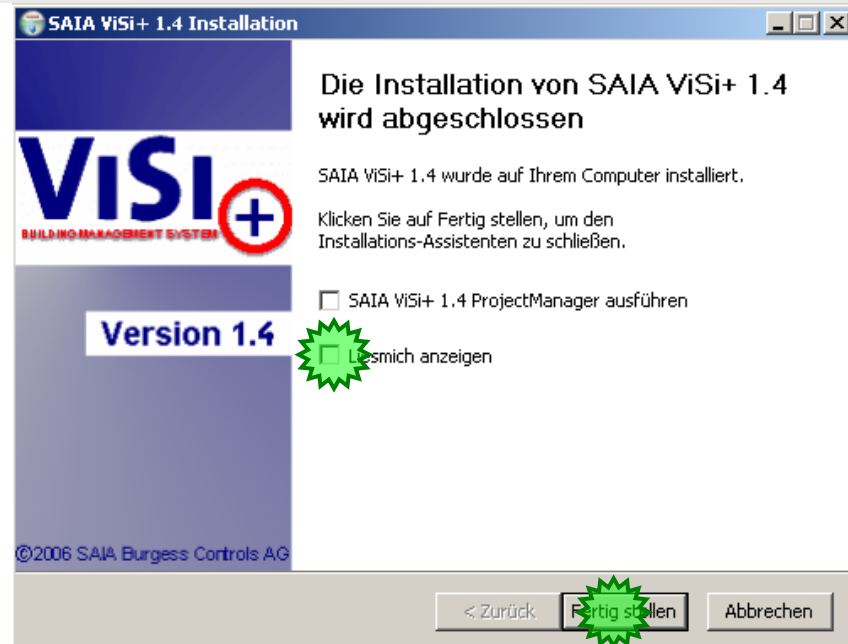 SAIA ViSi+ 1.4 Installation
ViSi+
BUILDING MANAGEMENT SYSTEM
Version 1.4
©2006 SAIA Burgess Controls AG
Die Installation von SAIA ViSi+ 1.4
wird abgeschlossen
SAIA ViSi+ 1.4 wurde auf Ihrem Computer installiert.
Klicken Sie auf Fertig stellen, um den
Installations-Assistenten zu schließen.
SAIA ViSi+ 1.4 ProjectManager ausführen
Liesmich anzeigen
< Zurück
Fertig stellen
Abbrechen